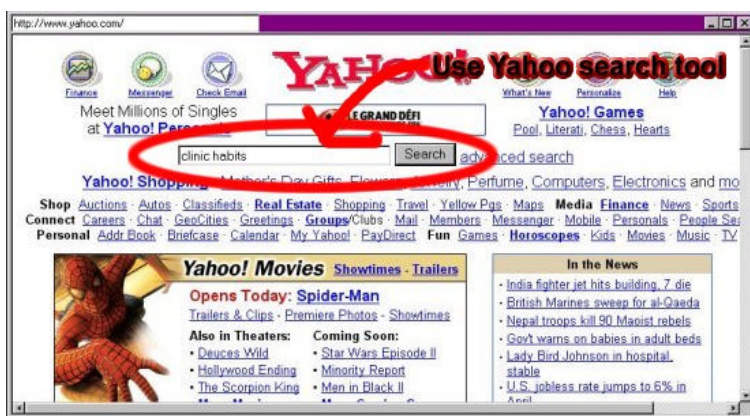 http://www.yahoo.com/
Finance Messenger Check Email
YAHOO!
Use Yahoo search tool
What's New Personalize Help
Meet Millions of Singles
at Yahoo! Pe
LE GRAND DÉFI
Yahoo! Games
Pool, Literati, Chess, Hearts
clinic habits
Search
advanced search
Yahoo! Shopping - Mother's Day Gifts, Flowers, Jewelry, Perfume, Computers, Electronics and mo
Shop Auctions · Autos · Classifieds · Real Estate · Shopping · Travel · Yellow Pgs · Maps Media Finance · News · Sports
Connect Careers · Chat · GeoCities · Greetings · Groups/Clubs · Mail · Members · Messenger · Mobile · Personals · People Sea
Personal Addr Book · Briefcase · Calendar · My Yahoo! · PayDirect Fun Games · Horoscopes · Kids · Movies · Music · TV
Yahoo! Movies Showtimes - Trailers
Opens Today: Spider-Man
Trailers & Clips - Premiere Photos - Showtimes
Also in Theaters:
• Deuces Wild
• Hollywood Ending
• The Scorpion King
Coming Soon:
• Star Wars Episode II
• Minority Report
• Men in Black II
In the News
· India fighter jet hits building, 7 die
· British Marines sweep for al-Qaeda
· Nepal troops kill 90 Maoist rebels
· Gov't warns on babies in adult beds
· Lady Bird Johnson in hospital,
stable
· U.S. jobless rate jumps to 6% in
April